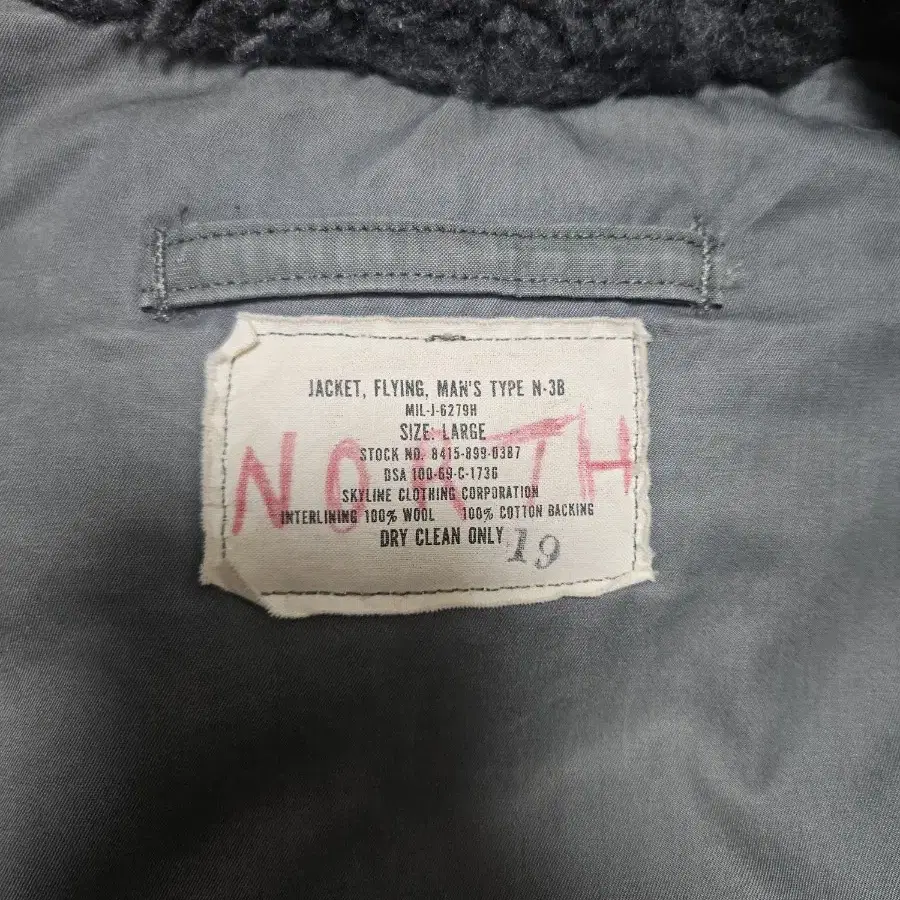 JACKET, FLYING, MAN'S TYPE N-3B
MIL-J-6279H
SIZE: LARGE
STOCK NO. 8415-899-0387
DSA 100-69-C-1736
SKYLINE CLOTHING CORPORATION
INTERLINING 100% WOOL 100% COTTON BACKING
DRY CLEAN ONLY
19
NORTH